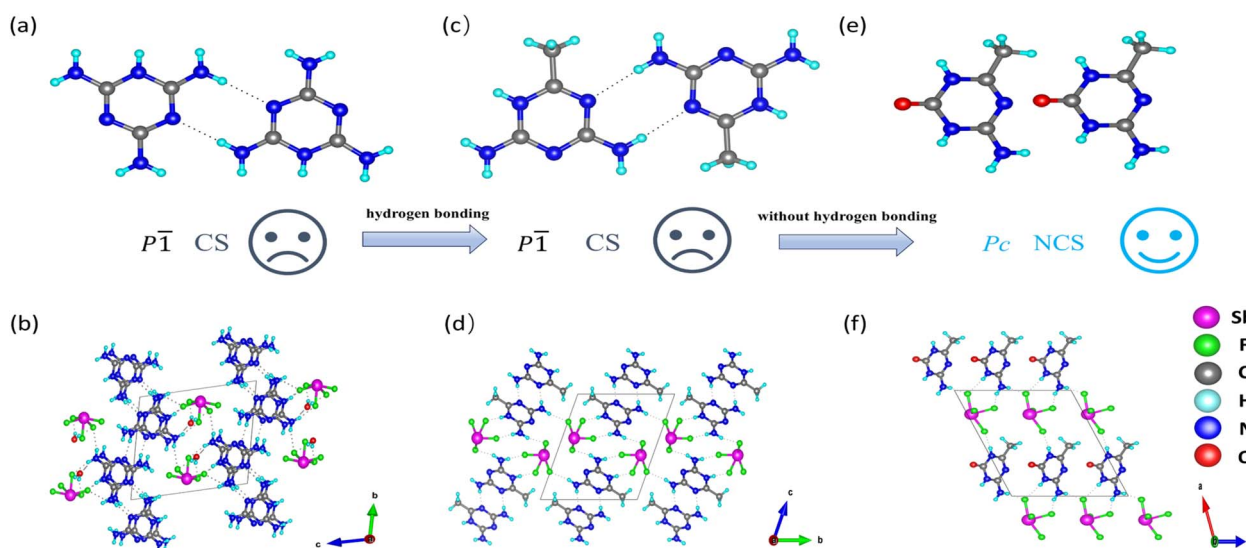 (a)
(c)
(e)
P1̅ CS
hydrogen bonding
P1̅ CS
without hydrogen bonding
Pc NCS
(b)
(d)
(f)
b
c
a
c
b
a